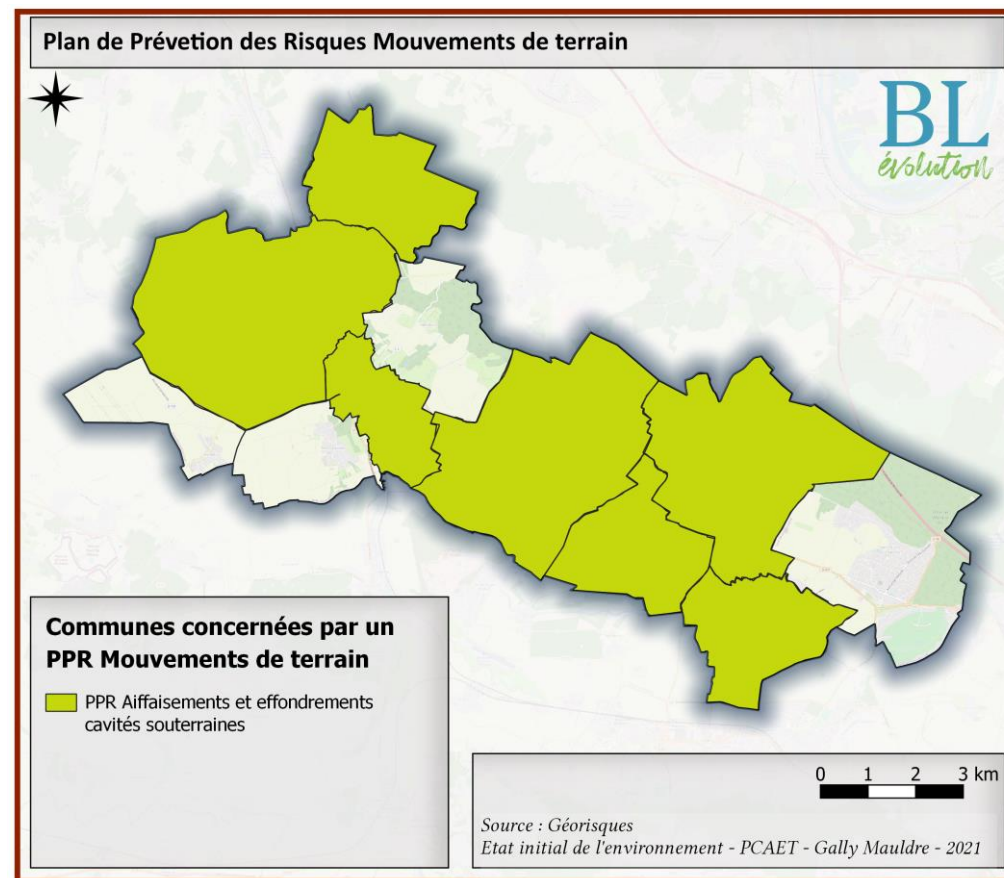 Plan de Prévetion des Risques Mouvements de terrain
BL
évolution
Communes concernées par un
PPR Mouvements de terrain
PPR Aiffaisements et effondrements
cavités souterraines
0 1 2 3 km
Source : Géorisques
Etat initial de l'environnement - PCAET - Gally Mauldre - 2021